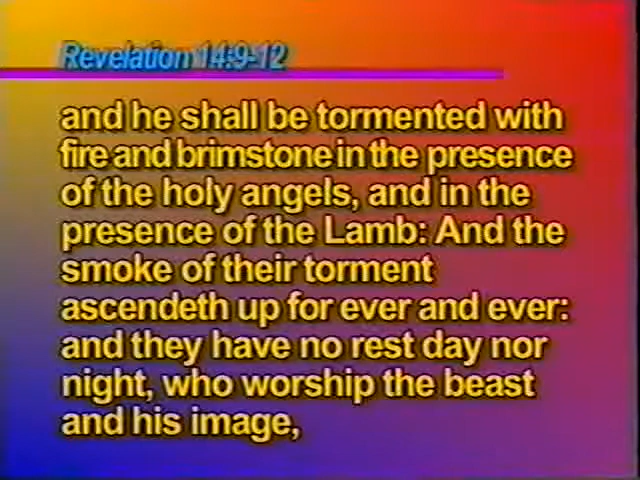 Revelation 14:9-12
and he shall be tormented with
fire and brimstone in the presence
of the holy angels, and in the
presence of the Lamb: And the
smoke of their torment
ascendeth up for ever and ever:
and they have no rest day nor
night, who worship the beast
and his image,